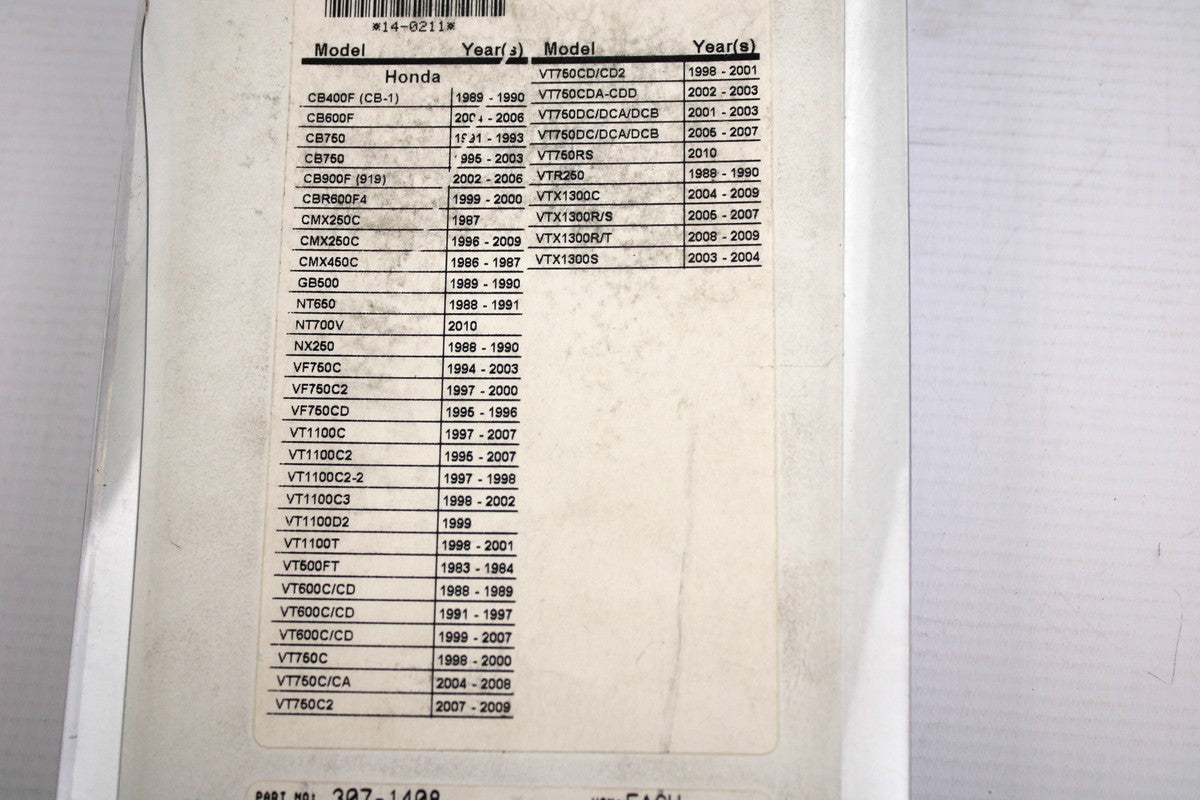 *14-0211*
Model Year(s)
Honda
CB400F (CB-1) 1989 - 1990
CB600F 2004 - 2006
CB750 1991 - 1993
CB750 1995 - 2003
CB900F (919) 2002 - 2006
CBR600F4 1999 - 2000
CMX250C 1987
CMX250C 1996 - 2009
CMX450C 1986 - 1987
GB500 1989 - 1990
NT650 1988 - 1991
NT700V 2010
NX250 1988 - 1990
VF750C 1994 - 2003
VF750C2 1997 - 2000
VF750CD 1995 - 1996
VT1100C 1997 - 2007
VT1100C2 1995 - 2007
VT1100C2-2 1997 - 1998
VT1100C3 1998 - 2002
VT1100D2 1999
VT1100T 1998 - 2001
VT500FT 1983 - 1984
VT600C/CD 1988 - 1989
VT600C/CD 1991 - 1997
VT600C/CD 1999 - 2007
VT750C 1998 - 2000
VT750C/CA 2004 - 2008
VT750C2 2007 - 2009
Model Year(s)
VT750CD/CD2 1998 - 2001
VT750CDA-CDD 2002 - 2003
VT750DC/DCA/DCB 2001 - 2003
VT750DC/DCA/DCB 2005 - 2007
VT750RS 2010
VTR250 1988 - 1990
VTX1300C 2004 - 2009
VTX1300R/S 2005 - 2007
VTX1300R/T 2008 - 2009
VTX1300S 2003 - 2004
PART NO: 307-1408 EACH